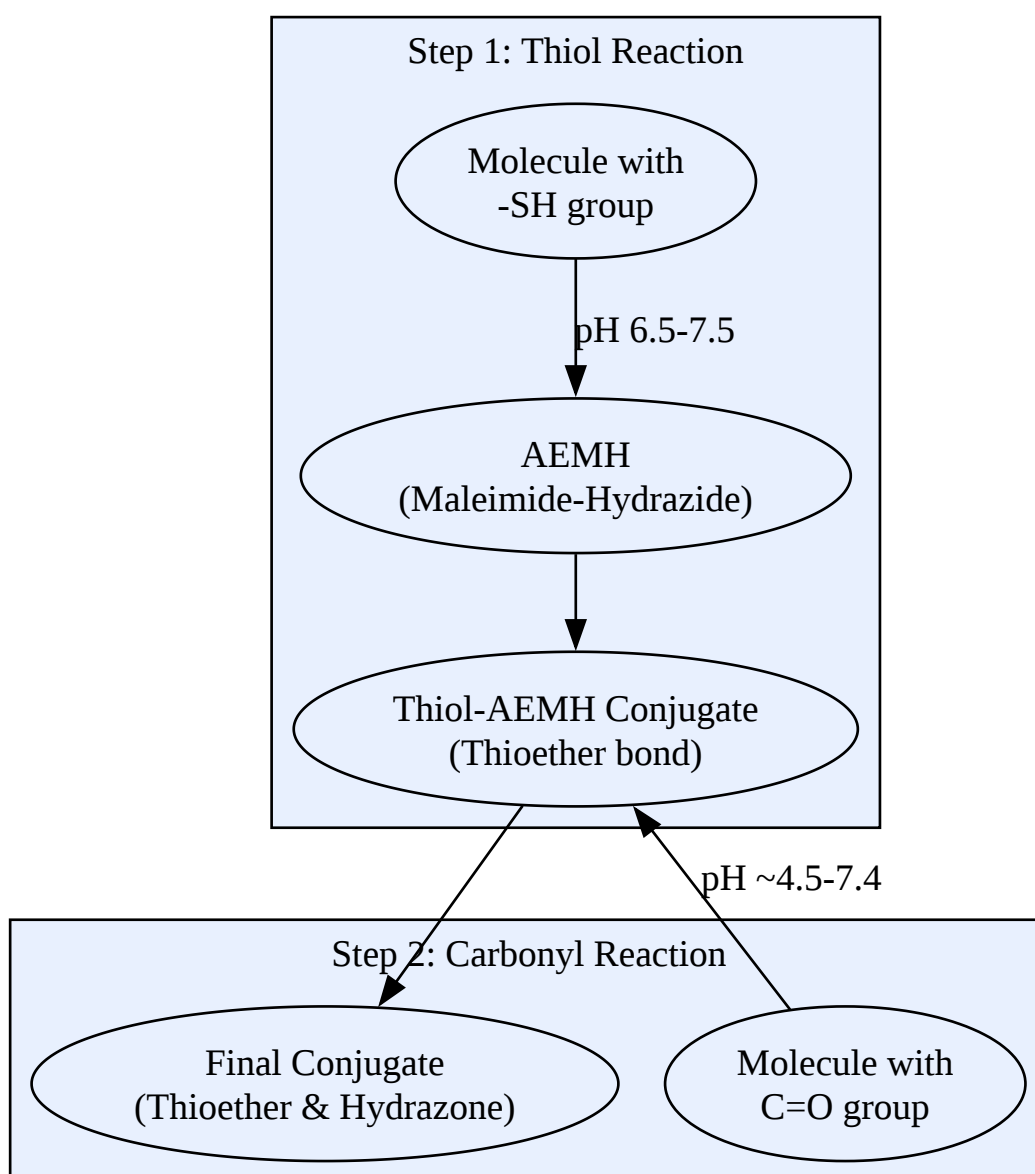 Step 1: Thiol Reaction
Molecule with
-SH group
pH 6.5-7.5
AEMH
(Maleimide-Hydrazide)
Thiol-AEMH Conjugate
(Thioether bond)
pH ~4.5-7.4
Step 2: Carbonyl Reaction
Final Conjugate
(Thioether & Hydrazone)
Molecule with
C=O group